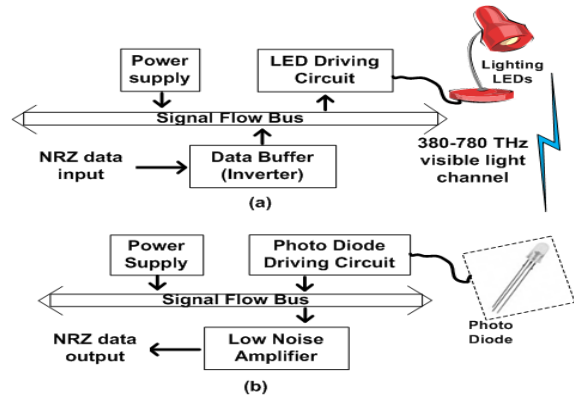 Power
supply
LED Driving
Circuit
Lighting
LEDs
Signal Flow Bus
380-780 THz
visible light
channel
NRZ data
input
Data Buffer
(Inverter)
(a)
Power
Supply
Photo Diode
Driving Circuit
Signal Flow Bus
Photo
Diode
NRZ data
output
Low Noise
Amplifier
(b)